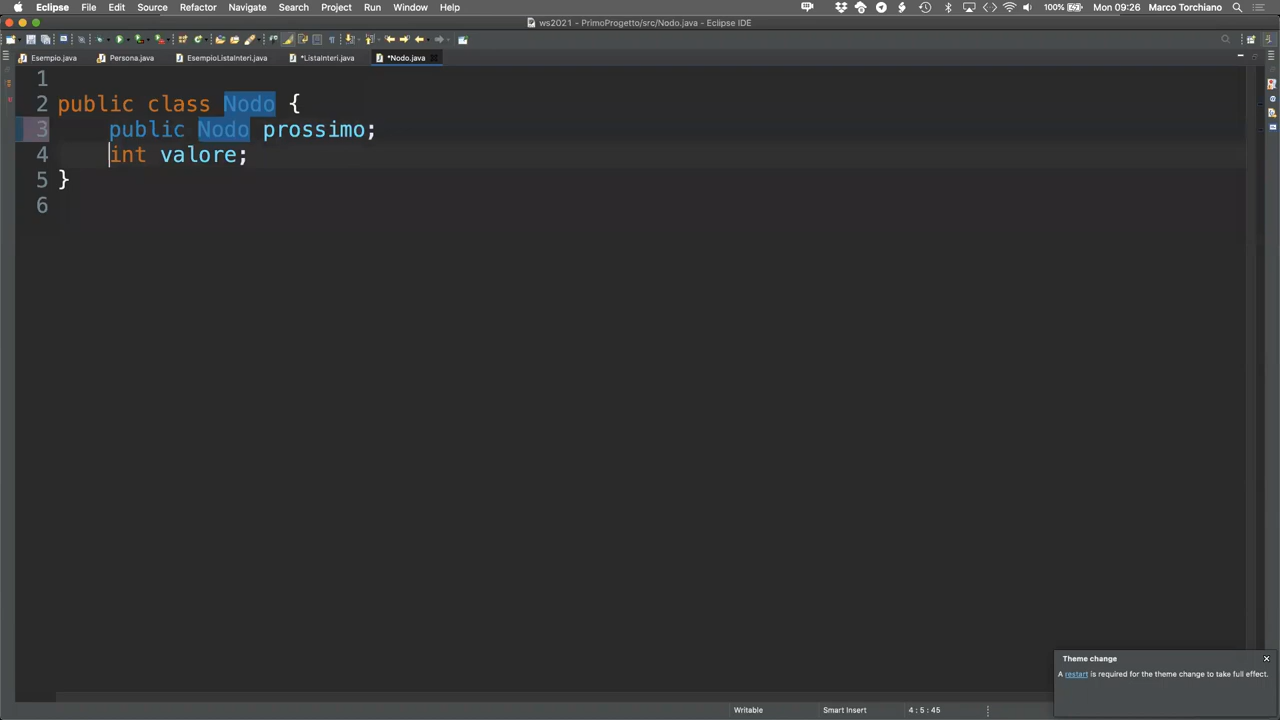 Eclipse File Edit Source Refactor Navigate Search Project Run Window Help 100% Mon 09:26 Marco Torchiano
ws2021 - PrimoProgetto/src/Nodo.java - Eclipse IDE
Esempio.java Persona.java EsempioListaInteri.java *ListaInteri.java *Nodo.java
1
2 public class Nodo {
3 public Nodo prossimo;
4 int valore;
5 }
6
Theme change
A restart is required for the theme change to take full effect.
Writable Smart Insert 4 : 5 : 45